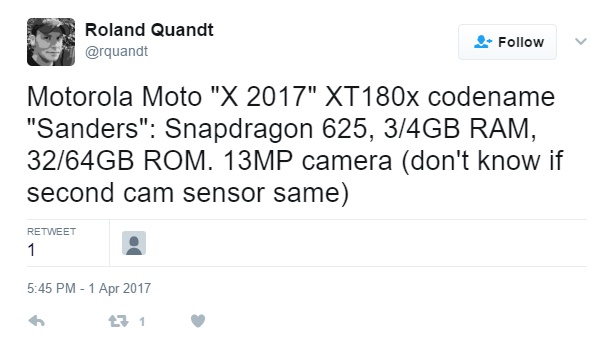 Roland Quandt
@rquandt
Follow
Motorola Moto "X 2017" XT180x codename
"Sanders": Snapdragon 625, 3/4GB RAM,
32/64GB ROM. 13MP camera (don't know if
second cam sensor same)
RETWEET
1
5:45 PM - 1 Apr 2017
1